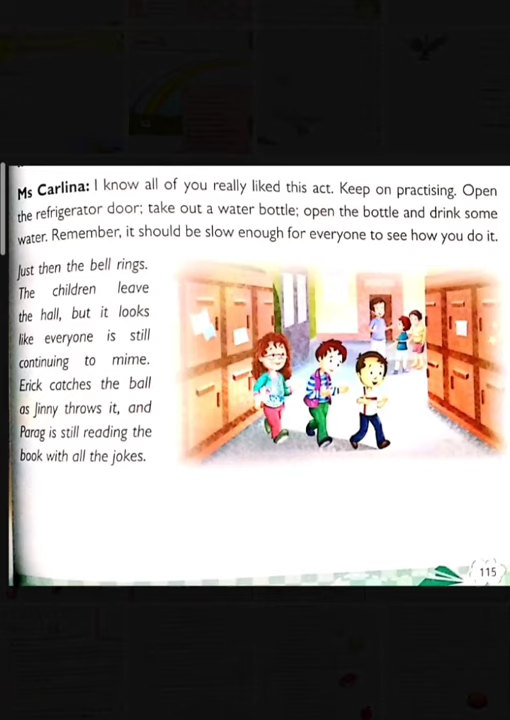 Ms Carlina: I know all of you really liked this act. Keep on practising. Open
the refrigerator door; take out a water bottle; open the bottle and drink some
water. Remember, it should be slow enough for everyone to see how you do it.
Just then the bell rings.
The children leave
the hall, but it looks
like everyone is still
continuing to mime.
Erick catches the ball
as Jinny throws it, and
Parag is still reading the
book with all the jokes.
115